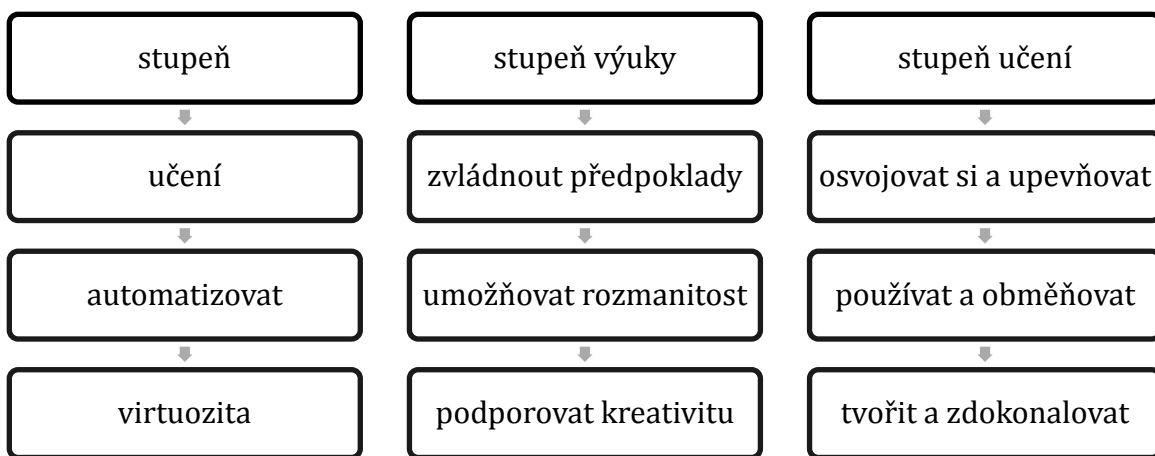 stupeň
učení
automatizovat
virtuozita
stupeň výuky
zvládnout předpoklady
umožňovat rozmanitost
podporovat kreativitu
stupeň učení
osvojovat si a upevňovat
používat a obměňovat
tvořit a zdokonalovat